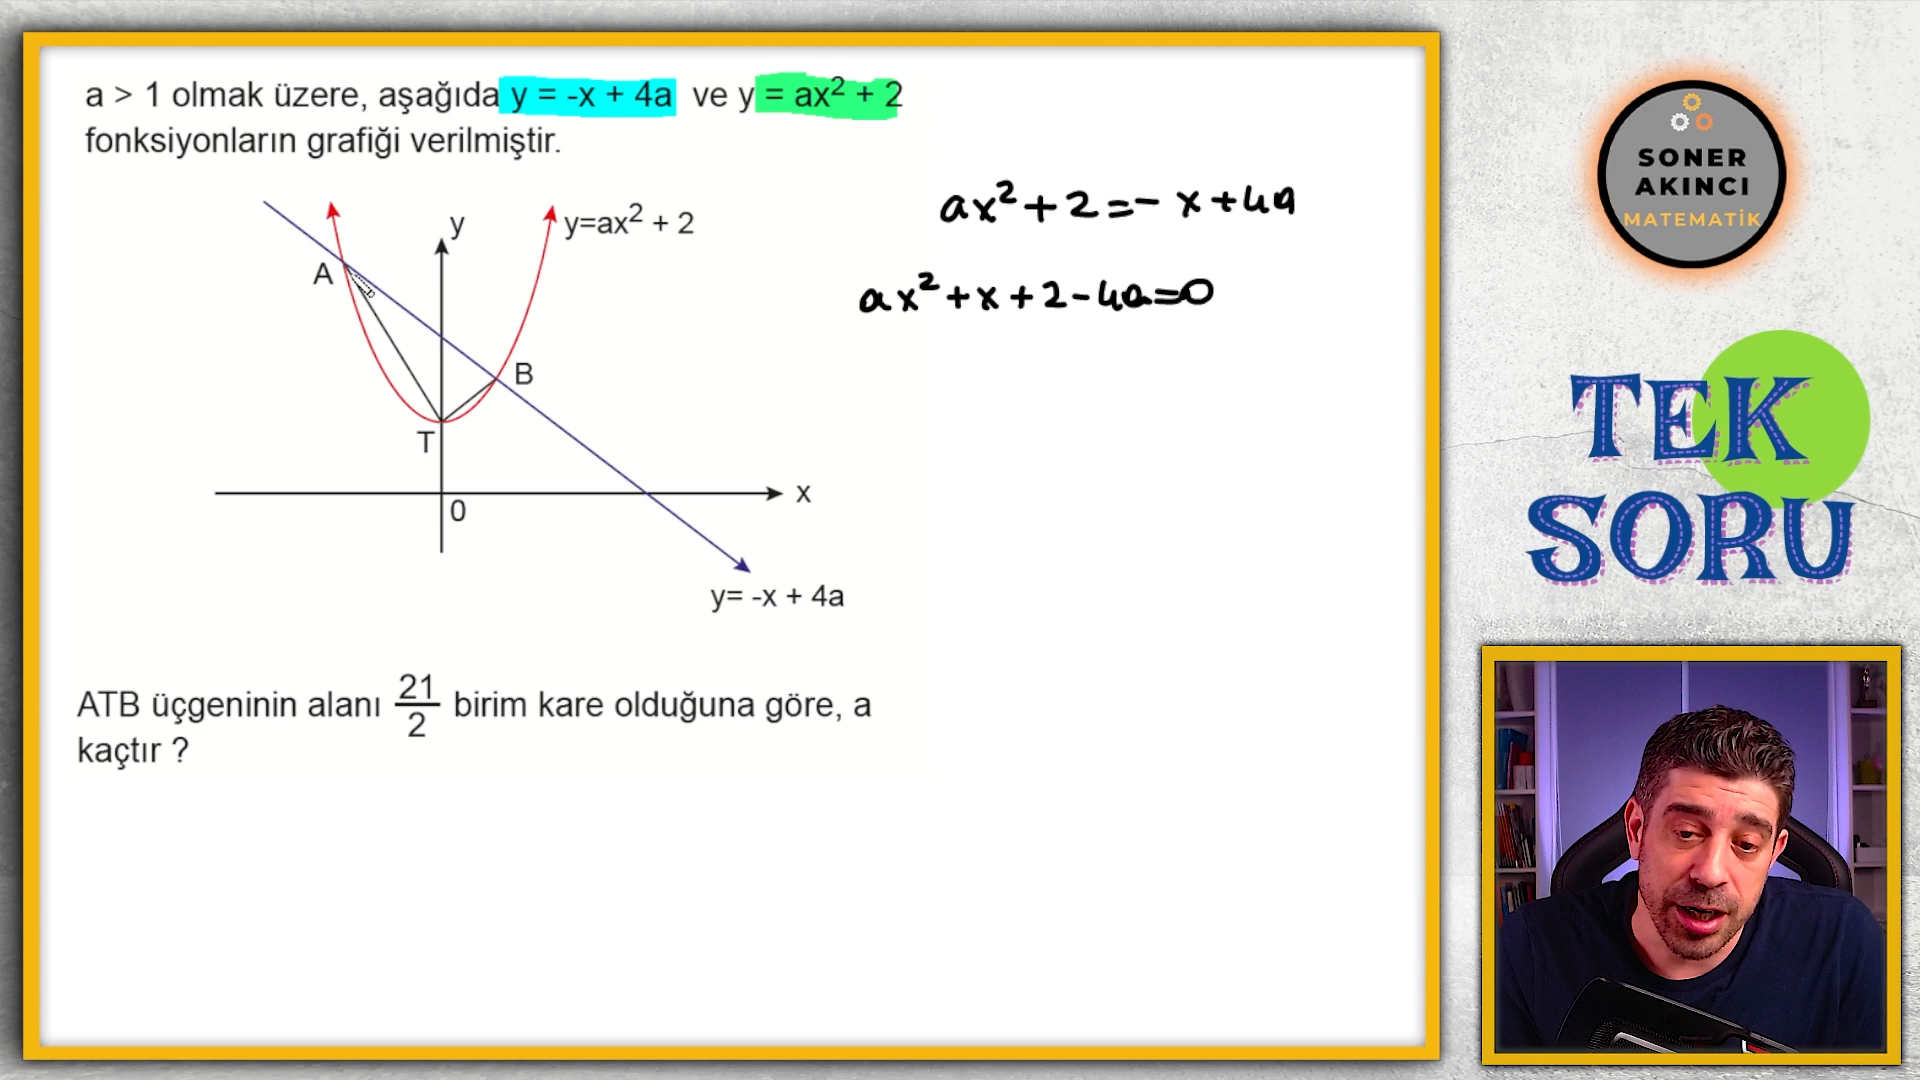 a > 1 olmak üzere, aşağıda y = -x + 4a ve y = ax² + 2
fonksiyonların grafiği verilmiştir.
y
y=ax² + 2
A
B
T
x
0
y= -x + 4a
ATB üçgeninin alanı 21/2 birim kare olduğuna göre, a
kaçtır ?
ax² + 2 = - x + 4a
ax² + x + 2 - 4a = 0
SONER
AKINCI
MATEMATİK
TEK
SORU